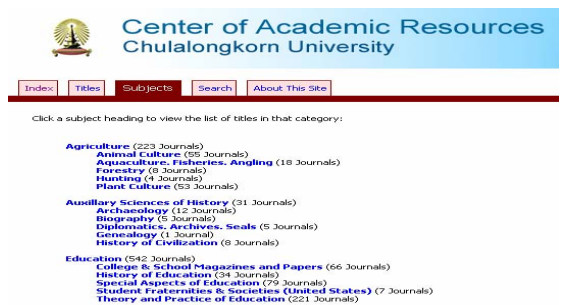 Center of Academic Resources
Chulalongkorn University
Index Titles Subjects Search About This Site
Click a subject heading to view the list of titles in that category:
Agriculture (223 Journals)
Animal Culture (55 Journals)
Aquaculture. Fisheries. Angling (18 Journals)
Forestry (8 Journals)
Hunting (4 Journals)
Plant Culture (53 Journals)
Auxillary Sciences of History (31 Journals)
Archaeology (12 Journals)
Biography (5 Journals)
Diplomatics. Archives. Seals (5 Journals)
Genealogy (1 Journal)
History of Civilization (8 Journals)
Education (542 Journals)
College & School Magazines and Papers (66 Journals)
History of Education (34 Journals)
Special Aspects of Education (79 Journals)
Student Fraternities & Societies (United States) (7 Journals)
Theory and Practice of Education (221 Journals)